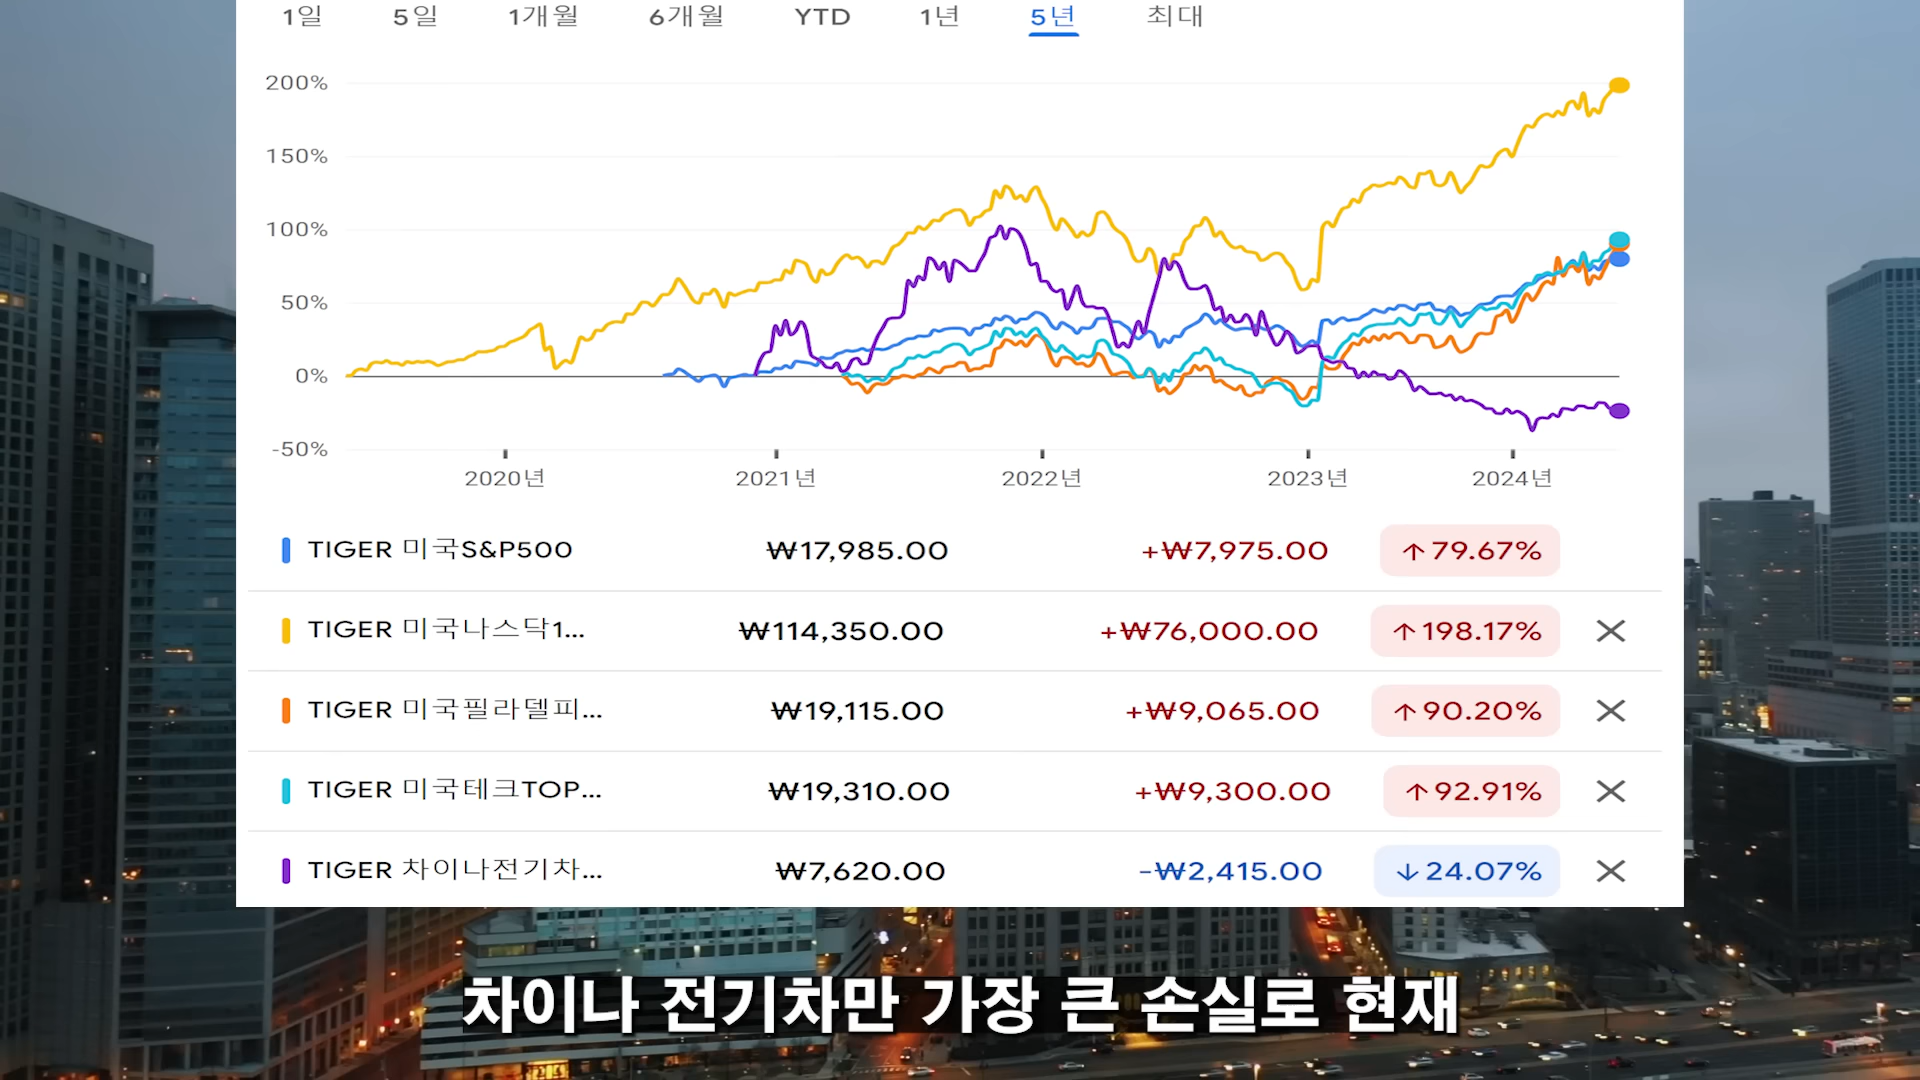 1일 5일 1개월 6개월 YTD 1년 5년 최대
200%
150%
100%
50%
0%
-50%
2020년 2021년 2022년 2023년 2024년
TIGER 미국S&P500 ₩17,985.00 +₩7,975.00 ↑79.67%
TIGER 미국나스닥1... ₩114,350.00 +₩76,000.00 ↑198.17% ×
TIGER 미국필라델피... ₩19,115.00 +₩9,065.00 ↑90.20% ×
TIGER 미국테크TOP... ₩19,310.00 +₩9,300.00 ↑92.91% ×
TIGER 차이나전기차... ₩7,620.00 -₩2,415.00 ↓24.07% ×
차이나 전기차만 가장 큰 손실로 현재